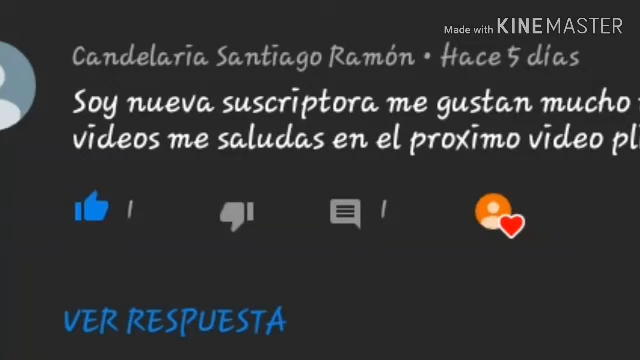 Made with KINEMASTER
Candelaria Santiago Ramón • Hace 5 días
Soy nueva suscriptora me gustan mucho
videos me saludas en el proximo video
1 1
VER RESPUESTA